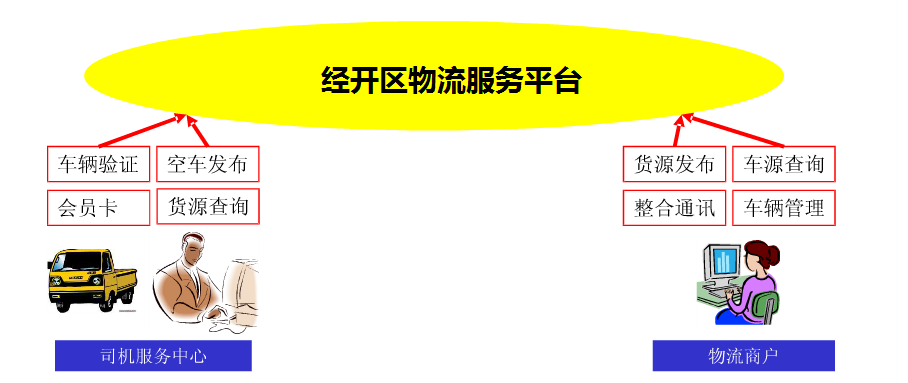 经开区物流服务平台
车辆验证
空车发布
货源发布
车源查询
会员卡
货源查询
整合通讯
车辆管理
司机服务中心
物流商户